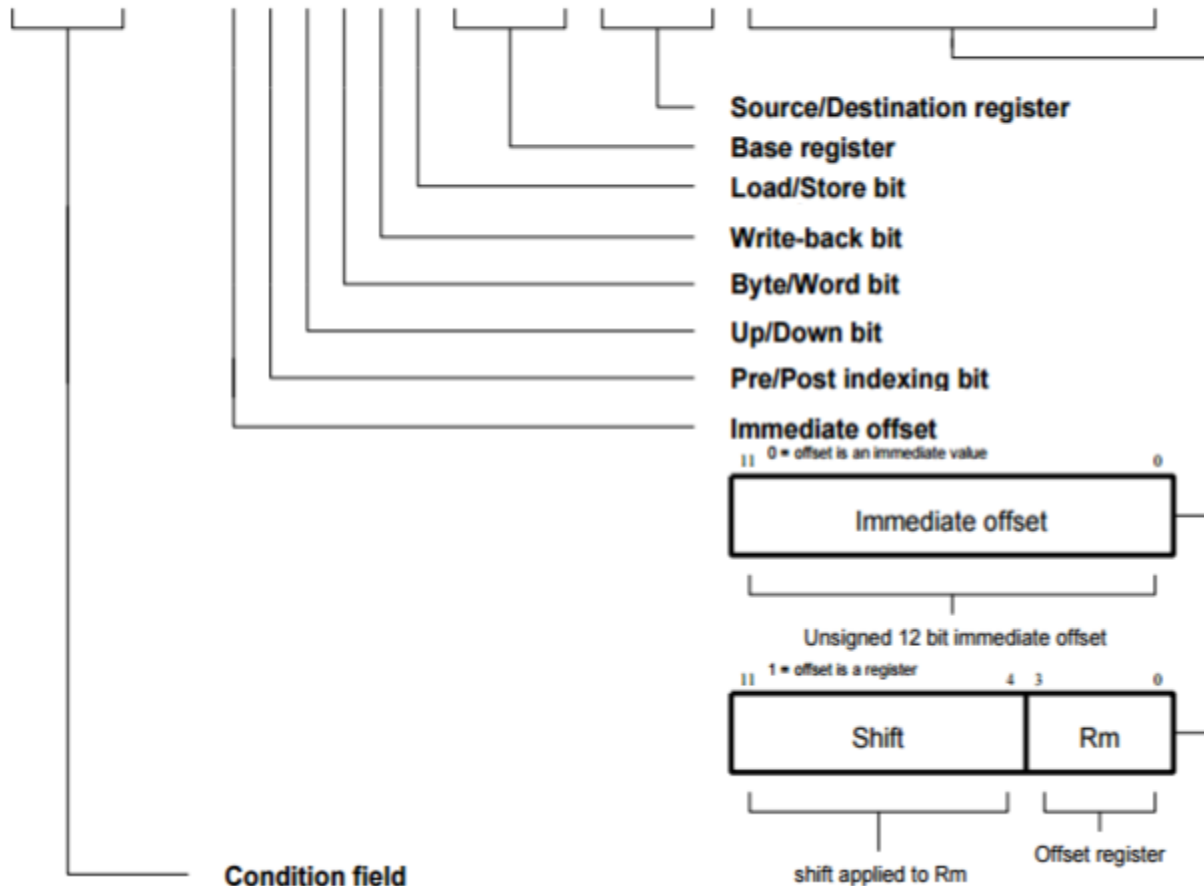 Source/Destination register
Base register
Load/Store bit
Write-back bit
Byte/Word bit
Up/Down bit
Pre/Post indexing bit
Immediate offset
11 0 = offset is an immediate value 0
Immediate offset
Unsigned 12 bit immediate offset
11 1 = offset is a register 4 3 0
Shift Rm
shift applied to Rm Offset register
Condition field